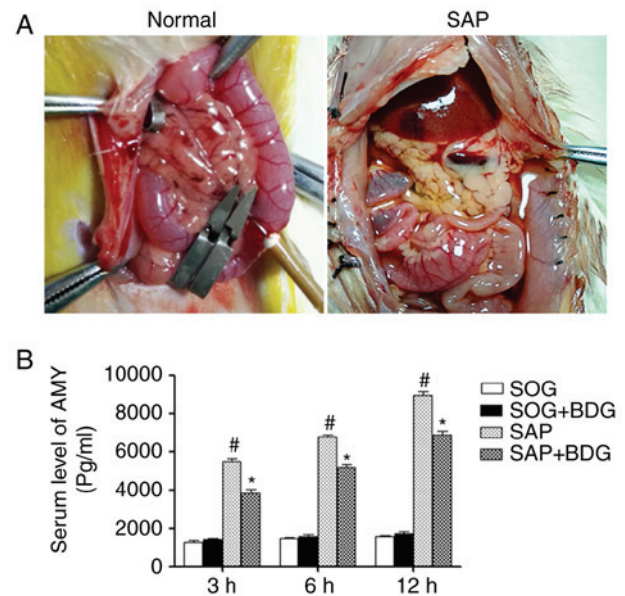 A
Normal
SAP
B
Serum level of AMY
(Pg/ml)
10000
8000
6000
4000
2000
0
#
*
#
*
#
*
3 h
6 h
12 h
SOG
SOG+BDG
SAP
SAP+BDG